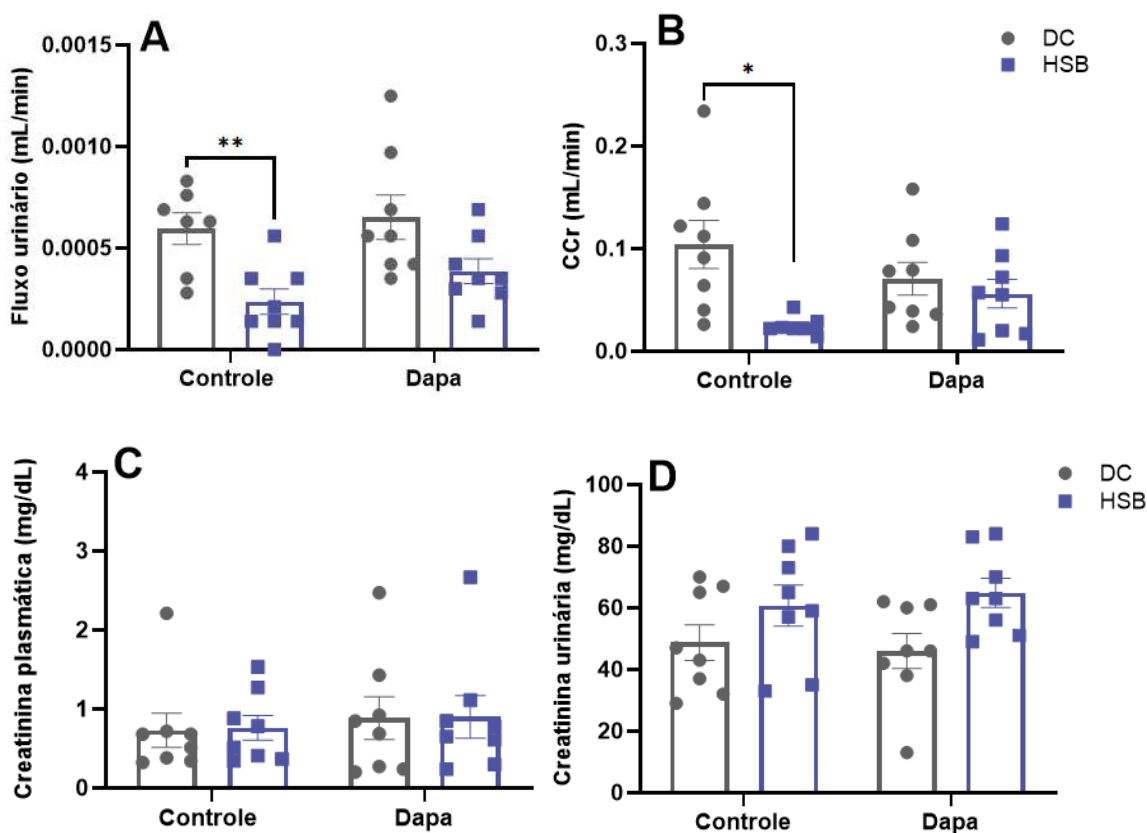 A
Fluxo urinário (mL/min)
0.0015
0.0010
0.0005
0.0000
**
Controle
Dapa
B
CCr (mL/min)
0.3
0.2
0.1
0.0
*
Controle
Dapa
DC
HSB
C
Creatinina plasmática (mg/dL)
4
3
2
1
0
Controle
Dapa
D
Creatinina urinária (mg/dL)
100
80
60
40
20
0
Controle
Dapa
DC
HSB